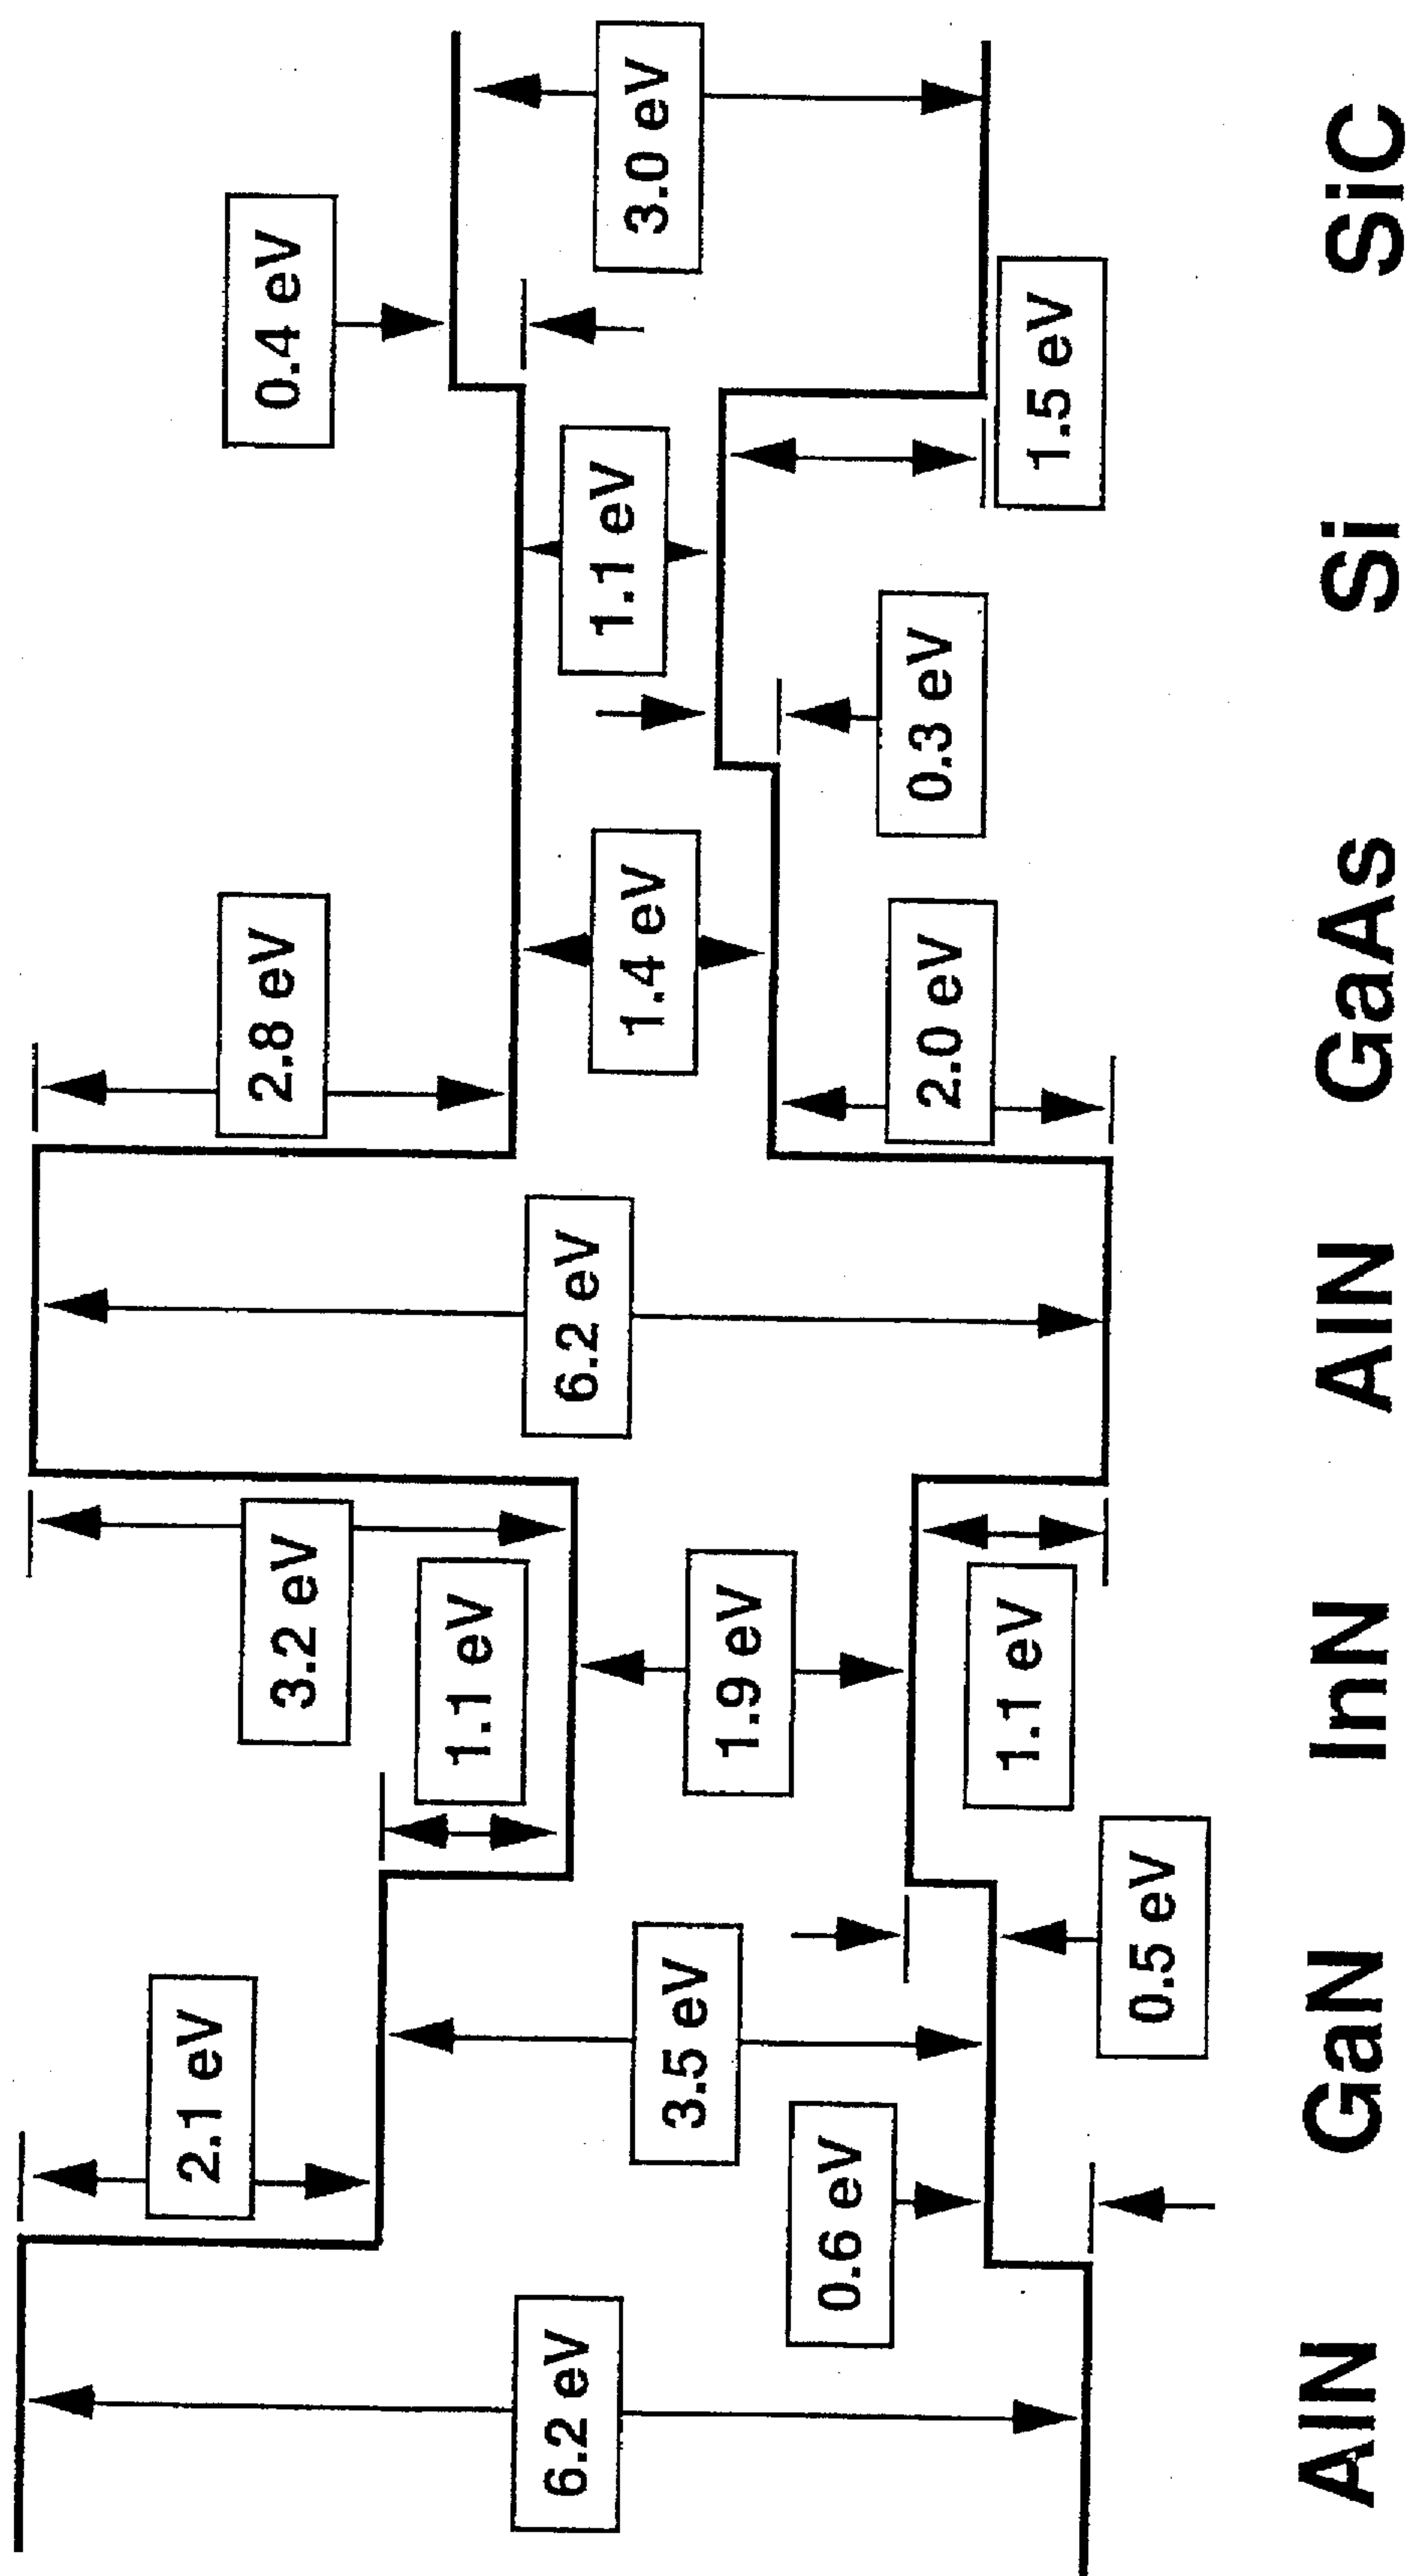 6.2 eV
2.1 eV
0.6 eV
3.5 eV
0.5 eV
1.1 eV
3.2 eV
1.9 eV
1.1 eV
6.2 eV
2.8 eV
2.0 eV
1.4 eV
0.3 eV
1.1 eV
1.5 eV
0.4 eV
3.0 eV
AlN GaN InN AlN GaAs Si SiC